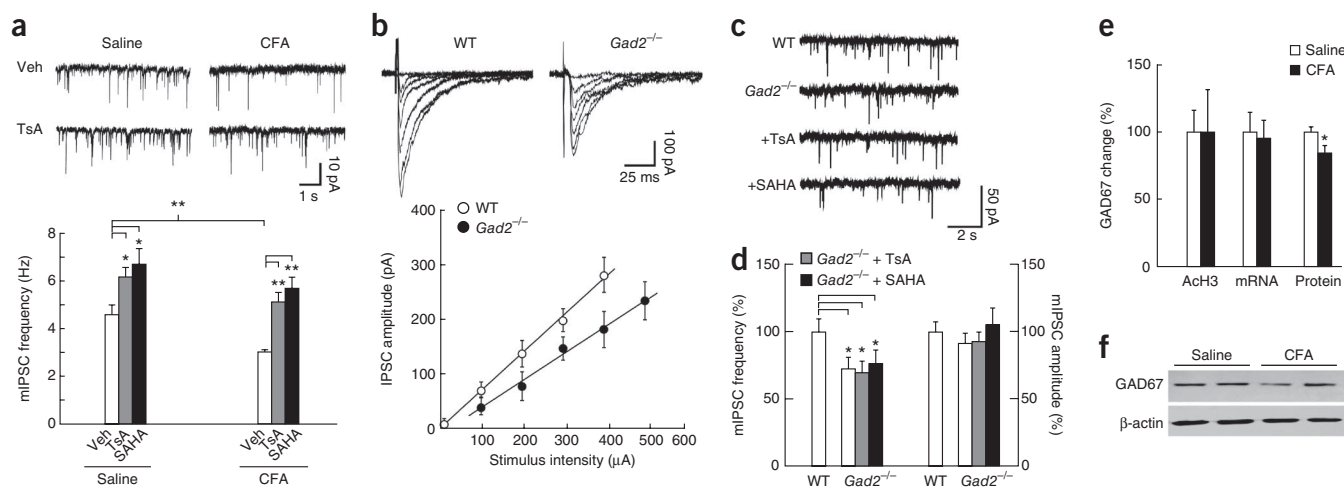 a
Saline
CFA
Veh
TsA
10 pA
1 s
**
mIPSC frequency (Hz)
8
6
4
2
0
*
*
**
**
Veh
TsA
SAHA
Veh
TsA
SAHA
Saline
CFA
b
WT
Gad2–/–
100 pA
25 ms
WT
Gad2–/–
IPSC amplitude (pA)
400
300
200
100
0
100 200 300 400 500 600
Stimulus intensity (μA)
c
WT
Gad2–/–
+TsA
+SAHA
50 pA
2 s
d
Gad2–/– + TsA
Gad2–/– + SAHA
mIPSC frequency (%)
150
100
50
0
* * *
WT Gad2–/– WT Gad2–/–
150
100
50
0
mIPSC amplitude (%)
e
Saline
CFA
GAD67 change (%)
150
100
50
0
*
AcH3 mRNA Protein
f
Saline CFA
GAD67
β-actin